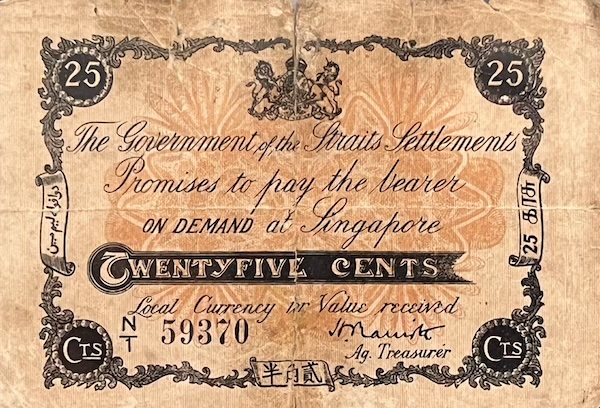 25 25
The Government of the Straits Settlements
Promises to pay the bearer
ON DEMAND at Singapore
25 காசு
TWENTYFIVE CENTS
Local Currency for Value received
N/T 59370
Ag. Treasurer
CTS CTS
半角貳